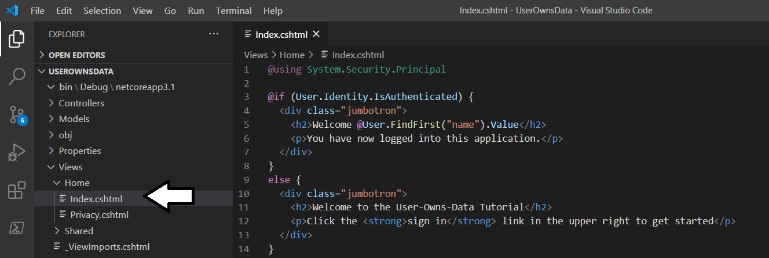 File Edit Selection View Go Run Terminal Help Index.cshtml - UserOwnsData - Visual Studio Code
EXPLORER ···
OPEN EDITORS
USEROWNSDATA
bin \ Debug \ netcoreapp3.1
Controllers
Models
obj
Properties
Views
Home
Index.cshtml
Privacy.cshtml
Shared
_ViewImports.cshtml
6
Index.cshtml
Views > Home > Index.cshtml
1 @using System.Security.Principal
2
3 @if (User.Identity.IsAuthenticated) {
4 <div class="jumbotron">
5 <h2>Welcome @User.FindFirst("name").Value</h2>
6 <p>You have now logged into this application.</p>
7 </div>
8 }
9 else {
10 <div class="jumbotron">
11 <h2>Welcome to the User-Owns-Data Tutorial</h2>
12 <p>Click the <strong>sign in</strong> link in the upper right to get started</p>
13 </div>
14 }